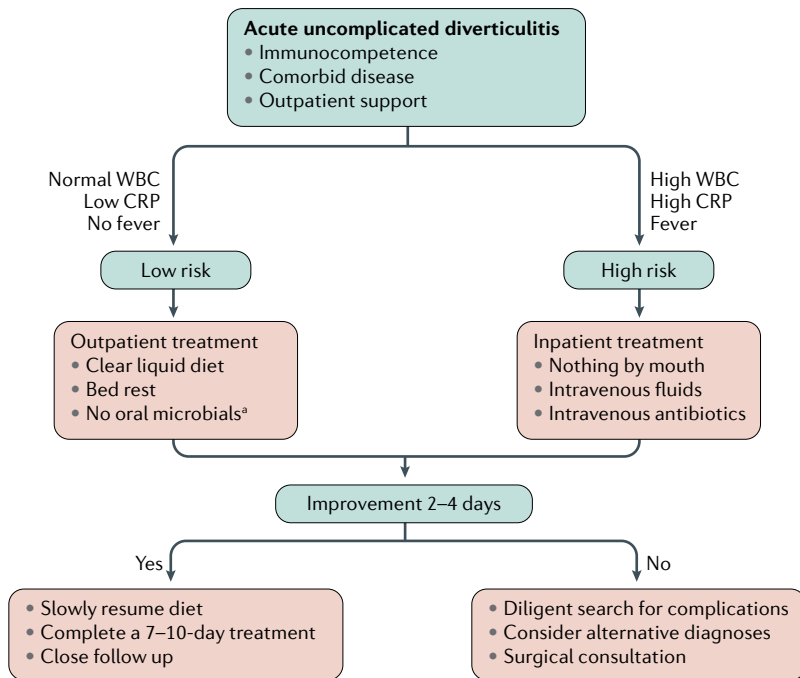 Acute uncomplicated diverticulitis
• Immunocompetence
• Comorbid disease
• Outpatient support
Normal WBC
Low CRP
No fever
High WBC
High CRP
Fever
Low risk
High risk
Outpatient treatment
• Clear liquid diet
• Bed rest
• No oral microbialsᵃ
Inpatient treatment
• Nothing by mouth
• Intravenous fluids
• Intravenous antibiotics
Improvement 2–4 days
Yes
No
• Slowly resume diet
• Complete a 7–10-day treatment
• Close follow up
• Diligent search for complications
• Consider alternative diagnoses
• Surgical consultation